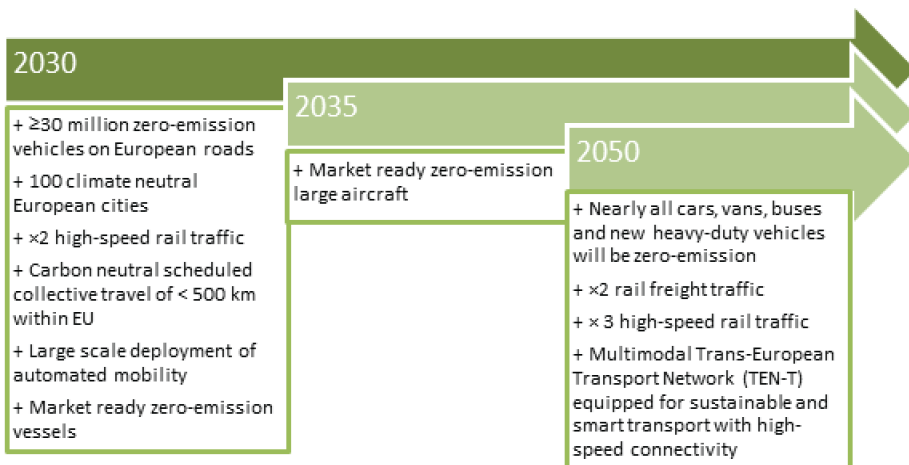 2030
+ ≥30 million zero-emission
vehicles on European roads
+ 100 climate neutral
European cities
+ ×2 high-speed rail traffic
+ Carbon neutral scheduled
collective travel of < 500 km
within EU
+ Large scale deployment of
automated mobility
+ Market ready zero-emission
vessels
2035
+ Market ready zero-emission
large aircraft
2050
+ Nearly all cars, vans, buses
and new heavy-duty vehicles
will be zero-emission
+ ×2 rail freight traffic
+ × 3 high-speed rail traffic
+ Multimodal Trans-European
Transport Network (TEN-T)
equipped for sustainable and
smart transport with high-
speed connectivity